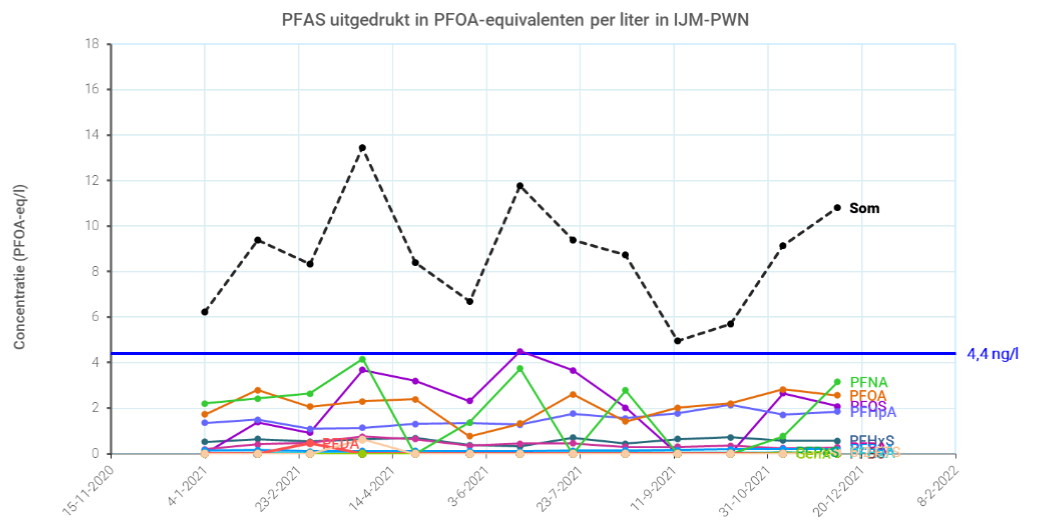 PFAS uitgedrukt in PFOA-equivalenten per liter in IJM-PWN
Concentratie (PFOA-eq/l)
18
16
14
12
10
8
6
4
2
0
Som
4,4 ng/l
PFNA
PFOA
PFOS
PFHpA
PFHxS
PFDA
GenX
15-11-2020
4-1-2021
23-2-2021
14-4-2021
3-6-2021
23-7-2021
11-9-2021
31-10-2021
20-12-2021
8-2-2022